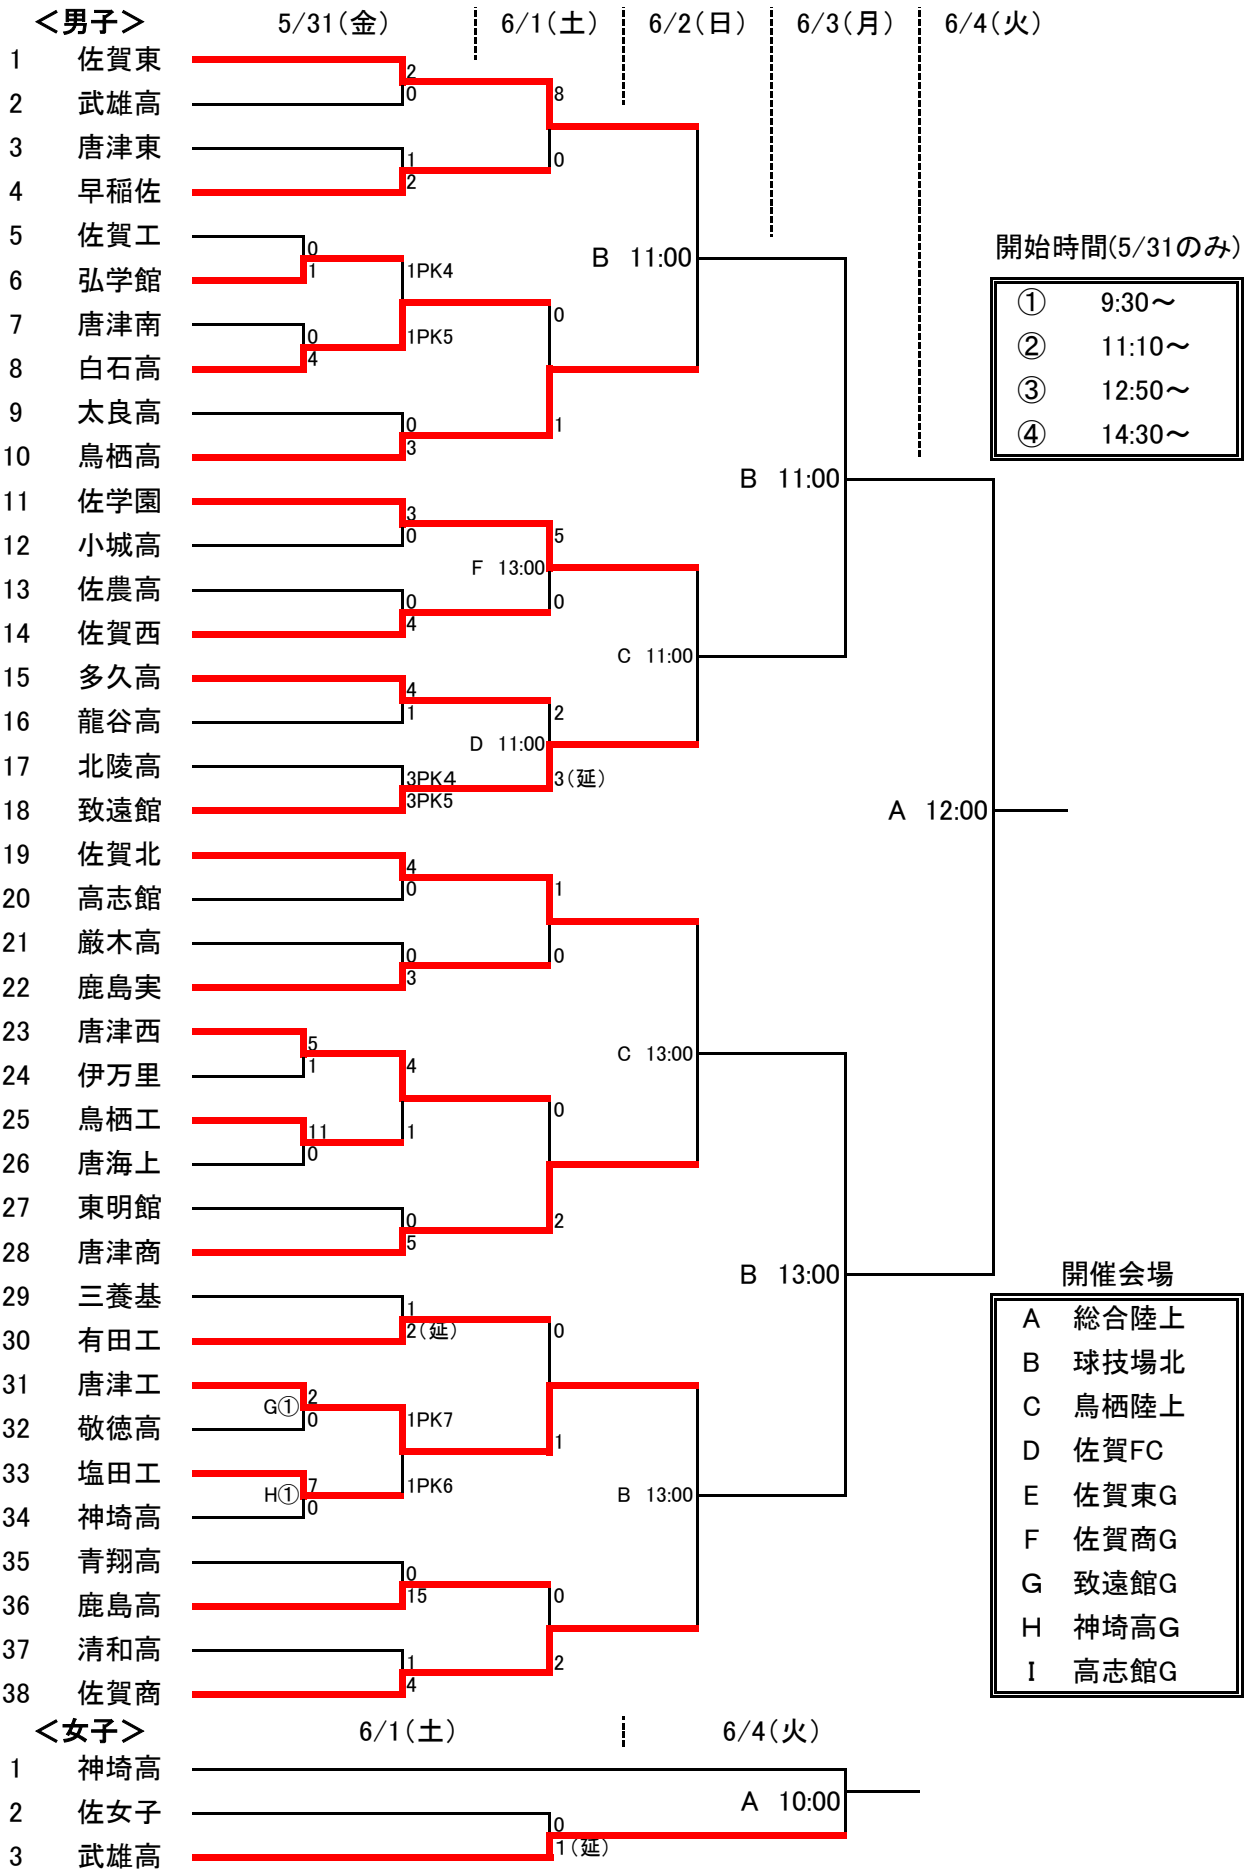 ＜男子＞ 5/31(金) 6/1(土) 6/2(日) 6/3(月) 6/4(火)
1 佐賀東
2
0
8
2 武雄高
3 唐津東
1
2
0
4 早稲佐
5 佐賀工
0
1
6 弘学館
1PK4
B 11:00
7 唐津南
0
4
1PK5
0
8 白石高
9 太良高
0
3
1
10 鳥栖高
B 11:00
11 佐学園
3
0
5
12 小城高
F 13:00
13 佐農高
0
4
0
14 佐賀西
C 11:00
15 多久高
4
1
2
16 龍谷高
D 11:00
17 北陵高
3PK4
3PK5
3(延)
18 致遠館
A 12:00
19 佐賀北
4
0
1
20 高志館
21 厳木高
0
3
0
22 鹿島実
23 唐津西
5
1
4
24 伊万里
C 13:00
25 鳥栖工
11
0
1
0
26 唐海上
27 東明館
0
5
2
28 唐津商
B 13:00
29 三養基
1
2(延)
0
30 有田工
31 唐津工
G①
2
0
1PK7
32 敬徳高
1
33 塩田工
H①
7
0
1PK6
34 神埼高
B 13:00
35 青翔高
0
15
0
36 鹿島高
37 清和高
1
4
2
38 佐賀商
開始時間(5/31のみ)
① 9:30～
② 11:10～
③ 12:50～
④ 14:30～
開催会場
A 総合陸上
B 球技場北
C 鳥栖陸上
D 佐賀FC
E 佐賀東G
F 佐賀商G
G 致遠館G
H 神埼高G
I 高志館G
＜女子＞ 6/1(土) 6/4(火)
1 神埼高
A 10:00
2 佐女子
0
1(延)
3 武雄高